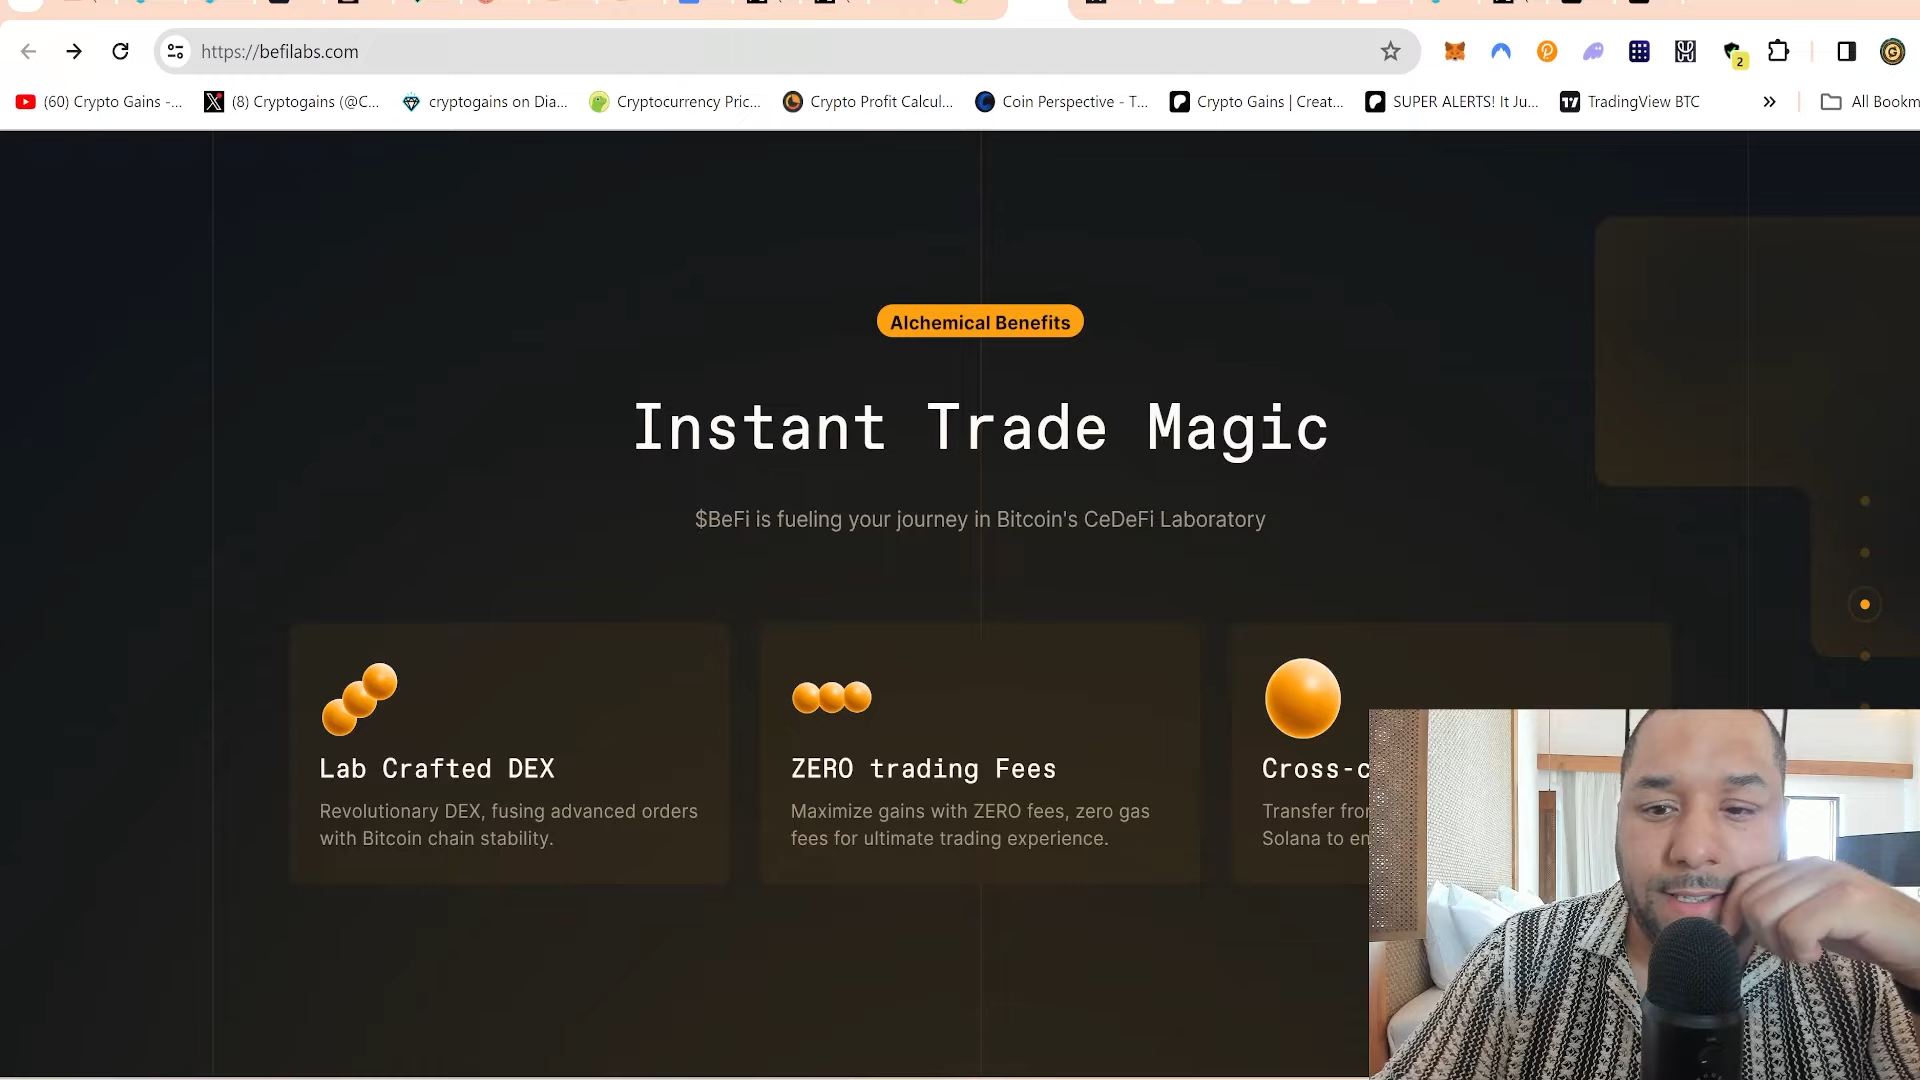 https://befilabs.com
2
(60) Crypto Gains -...
(8) Cryptogains (@C...
cryptogains on Dia...
Cryptocurrency Pric...
Crypto Profit Calcul...
Coin Perspective - T...
Crypto Gains | Creat...
SUPER ALERTS! It Ju...
TradingView BTC
All Bookm
Alchemical Benefits
Instant Trade Magic
$BeFi is fueling your journey in Bitcoin's CeDeFi Laboratory
Lab Crafted DEX
Revolutionary DEX, fusing advanced orders
with Bitcoin chain stability.
ZERO trading Fees
Maximize gains with ZERO fees, zero gas
fees for ultimate trading experience.
Cross-c
Transfer fro
Solana to en